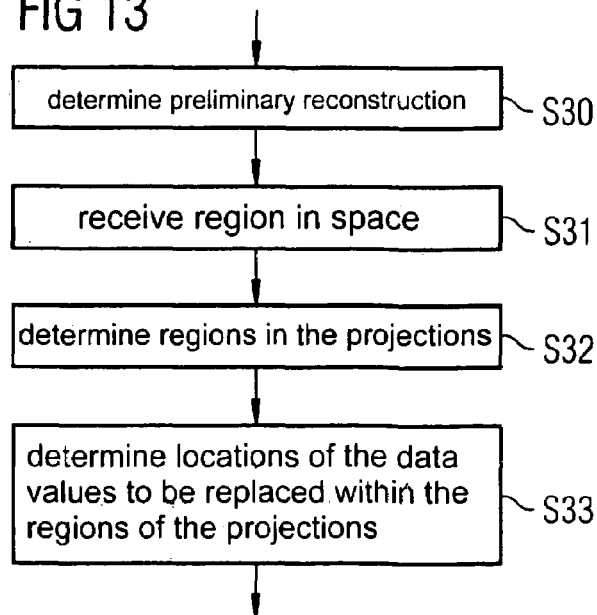 FIG 13
determine preliminary reconstruction
S30
receive region in space
S31
determine regions in the projections
S32
determine locations of the data
values to be replaced within the
regions of the projections
S33